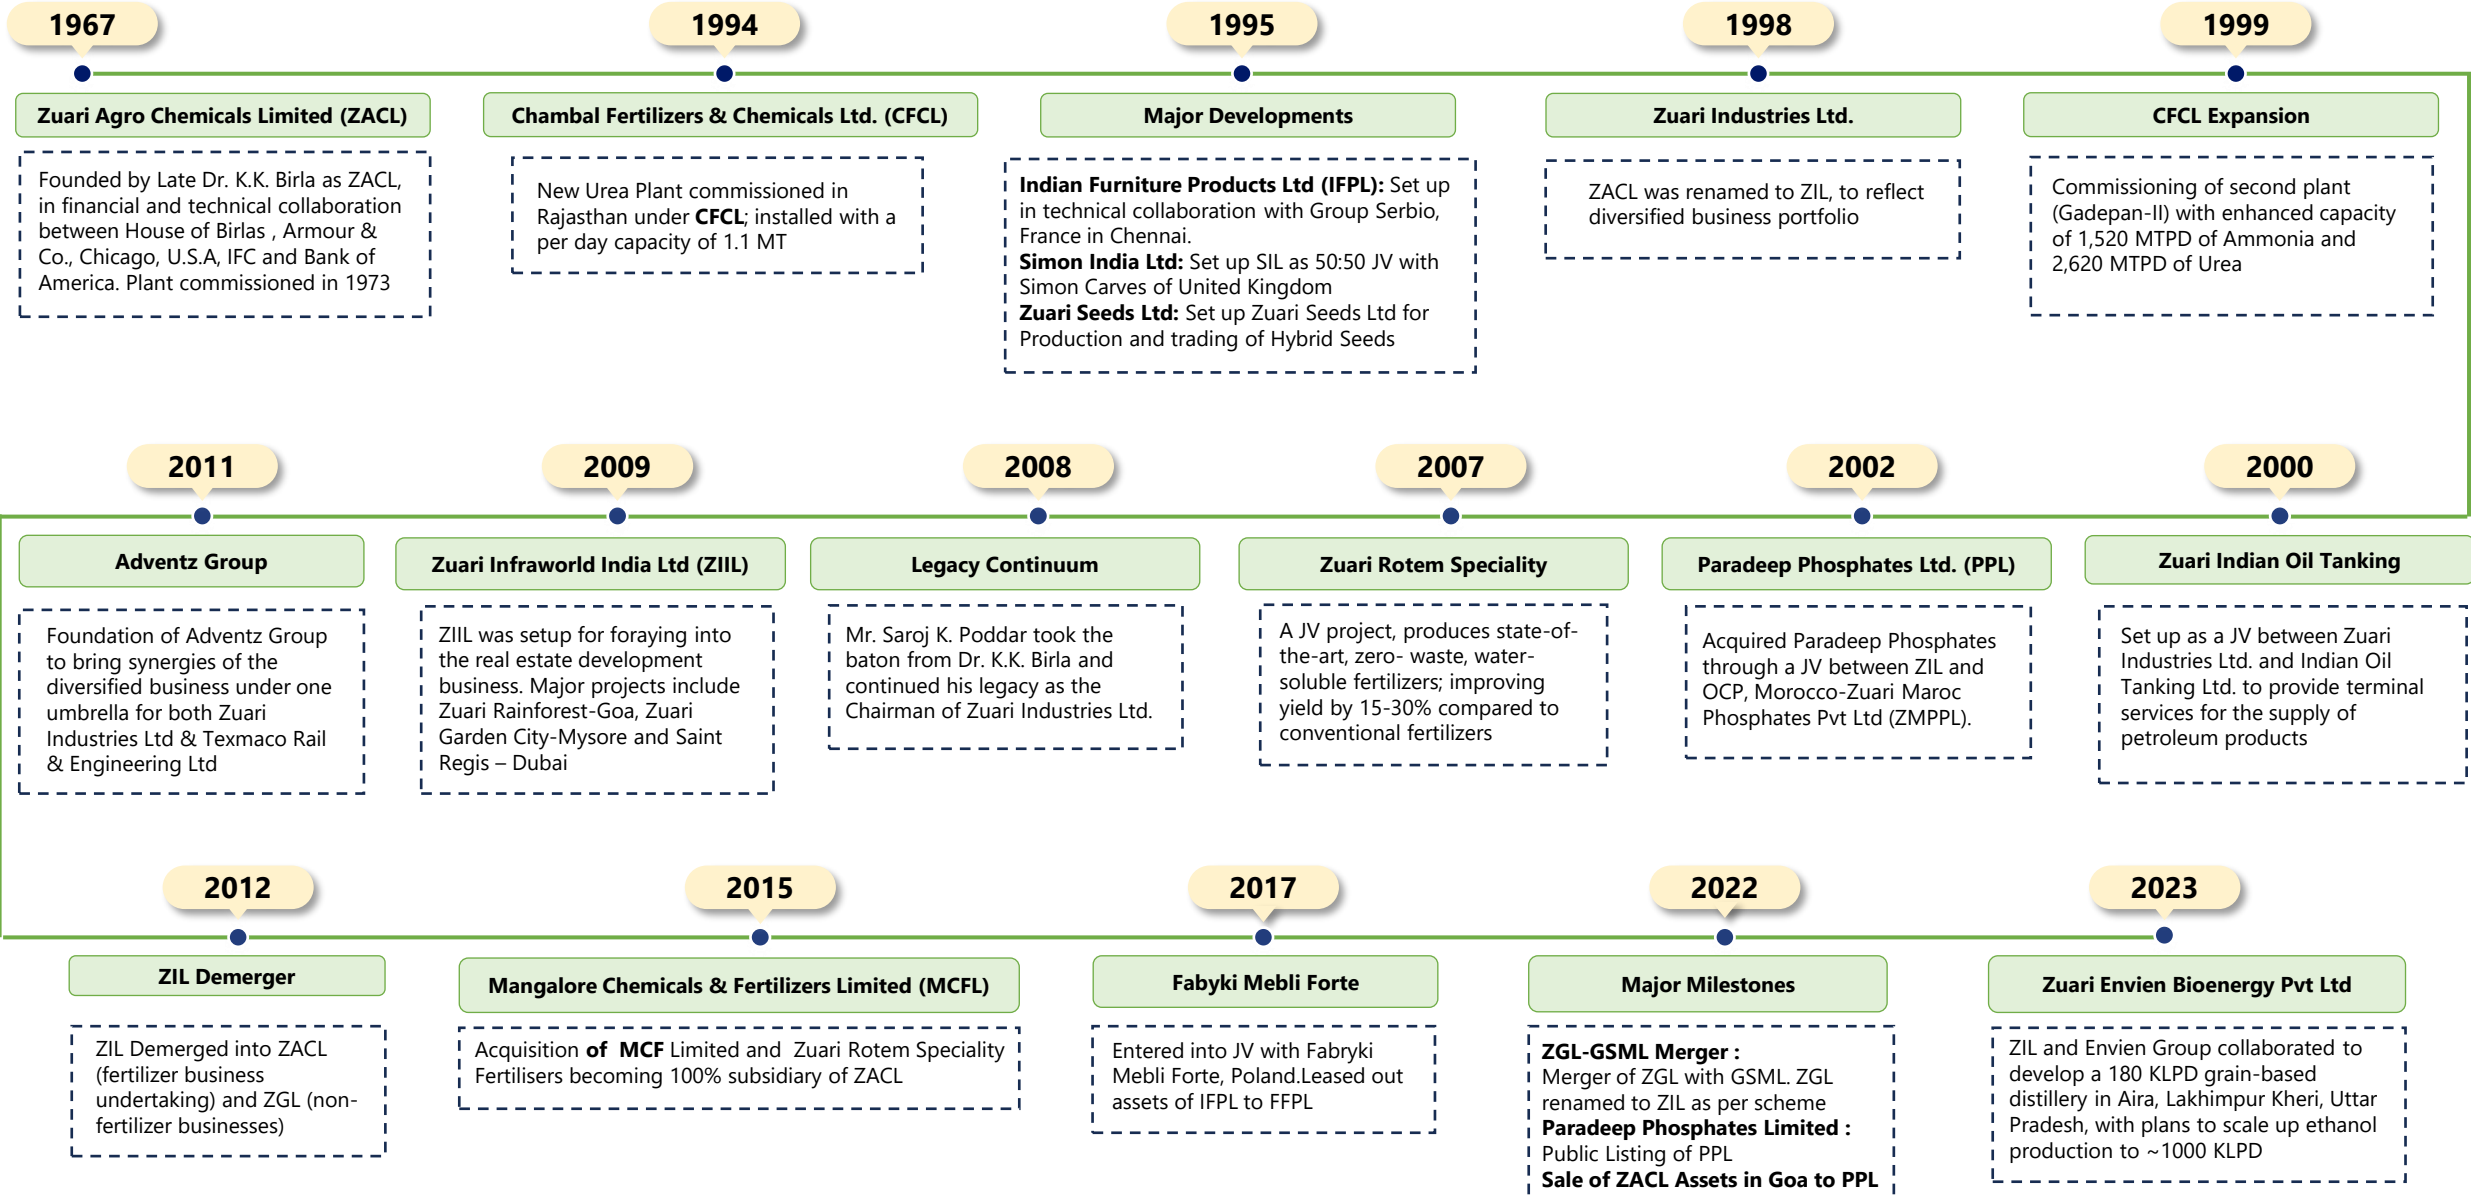 1967
1994
1995
1998
1999
Zuari Agro Chemicals Limited (ZACL)
Founded by Late Dr. K.K. Birla as ZACL,
in financial and technical collaboration
between House of Birlas , Armour &
Co., Chicago, U.S.A, IFC and Bank of
America. Plant commissioned in 1973
Chambal Fertilizers & Chemicals Ltd. (CFCL)
New Urea Plant commissioned in
Rajasthan under CFCL; installed with a
per day capacity of 1.1 MT
Major Developments
Indian Furniture Products Ltd (IFPL): Set up
in technical collaboration with Group Serbio,
France in Chennai.
Simon India Ltd: Set up SIL as 50:50 JV with
Simon Carves of United Kingdom
Zuari Seeds Ltd: Set up Zuari Seeds Ltd for
Production and trading of Hybrid Seeds
Zuari Industries Ltd.
ZACL was renamed to ZIL, to reflect
diversified business portfolio
CFCL Expansion
Commissioning of second plant
(Gadepan-II) with enhanced capacity
of 1,520 MTPD of Ammonia and
2,620 MTPD of Urea
2011
2009
2008
2007
2002
2000
Adventz Group
Foundation of Adventz Group
to bring synergies of the
diversified business under one
umbrella for both Zuari
Industries Ltd & Texmaco Rail
& Engineering Ltd
Zuari Infraworld India Ltd (ZIIL)
ZIIL was setup for foraying into
the real estate development
business. Major projects include
Zuari Rainforest-Goa, Zuari
Garden City-Mysore and Saint
Regis – Dubai
Legacy Continuum
Mr. Saroj K. Poddar took the
baton from Dr. K.K. Birla and
continued his legacy as the
Chairman of Zuari Industries Ltd.
Zuari Rotem Speciality
A JV project, produces state-of-
the-art, zero- waste, water-
soluble fertilizers; improving
yield by 15-30% compared to
conventional fertilizers
Paradeep Phosphates Ltd. (PPL)
Acquired Paradeep Phosphates
through a JV between ZIL and
OCP, Morocco-Zuari Maroc
Phosphates Pvt Ltd (ZMPPL).
Zuari Indian Oil Tanking
Set up as a JV between Zuari
Industries Ltd. and Indian Oil
Tanking Ltd. to provide terminal
services for the supply of
petroleum products
2012
2015
2017
2022
2023
ZIL Demerger
ZIL Demerged into ZACL
(fertilizer business
undertaking) and ZGL (non-
fertilizer businesses)
Mangalore Chemicals & Fertilizers Limited (MCFL)
Acquisition of MCF Limited and Zuari Rotem Speciality
Fertilisers becoming 100% subsidiary of ZACL
Fabyki Mebli Forte
Entered into JV with Fabryki
Mebli Forte, Poland.Leased out
assets of IFPL to FFPL
Major Milestones
ZGL-GSML Merger :
Merger of ZGL with GSML. ZGL
renamed to ZIL as per scheme
Paradeep Phosphates Limited :
Public Listing of PPL
Sale of ZACL Assets in Goa to PPL
Zuari Envien Bioenergy Pvt Ltd
ZIL and Envien Group collaborated to
develop a 180 KLPD grain-based
distillery in Aira, Lakhimpur Kheri, Uttar
Pradesh, with plans to scale up ethanol
production to ~1000 KLPD